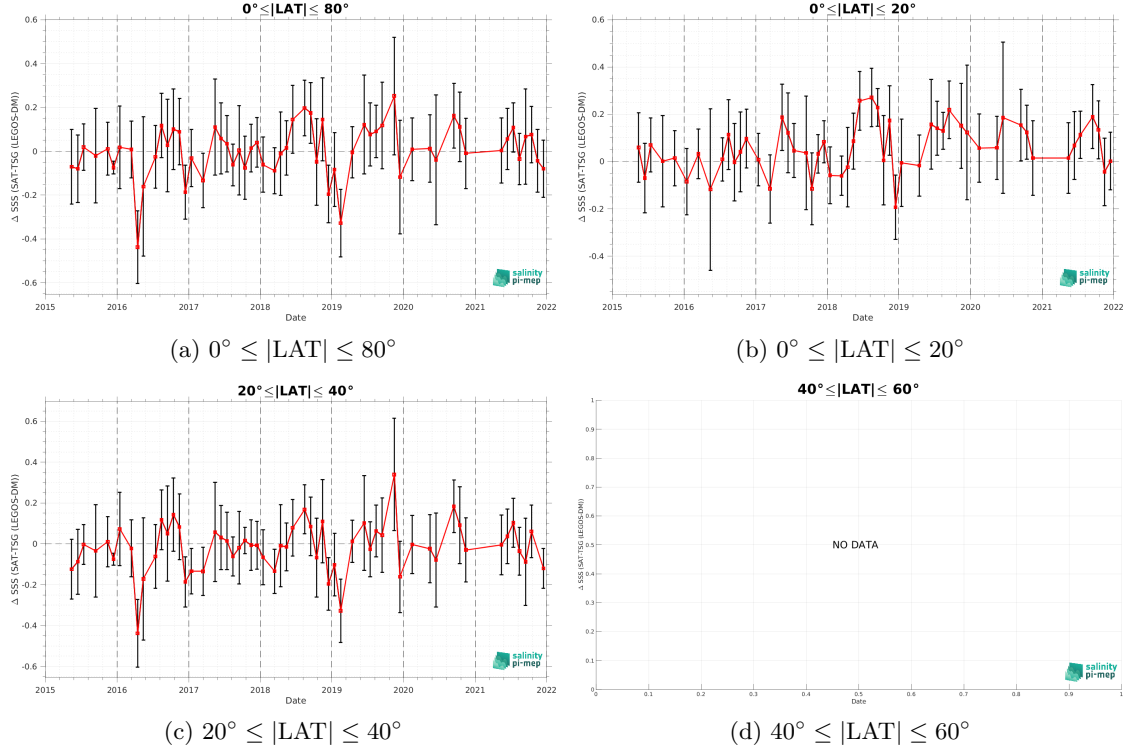 0°≤|LAT|≤ 80°
0.6
0.4
0.2
0
-0.2
-0.4
-0.6
Δ SSS (SAT-TSG (LEGOS-DM))
salinity
pi-mep
2015 2016 2017 2018 2019 2020 2021 2022
Date
(a) 0° ≤ |LAT| ≤ 80°
0°≤|LAT|≤ 20°
0.6
0.4
0.2
0
-0.2
-0.4
Δ SSS (SAT-TSG (LEGOS-DM))
salinity
pi-mep
2015 2016 2017 2018 2019 2020 2021 2022
Date
(b) 0° ≤ |LAT| ≤ 20°
20°≤|LAT|≤ 40°
0.6
0.4
0.2
0
-0.2
-0.4
-0.6
Δ SSS (SAT-TSG (LEGOS-DM))
salinity
pi-mep
2015 2016 2017 2018 2019 2020 2021 2022
Date
(c) 20° ≤ |LAT| ≤ 40°
40°≤|LAT|≤ 60°
1
0.9
0.8
0.7
0.6
0.5
0.4
0.3
0.2
0.1
0
Δ SSS (SAT-TSG (LEGOS-DM))
NO DATA
salinity
pi-mep
0 0.1 0.2 0.3 0.4 0.5 0.6 0.7 0.8 0.9 1
Date
(d) 40° ≤ |LAT| ≤ 60°